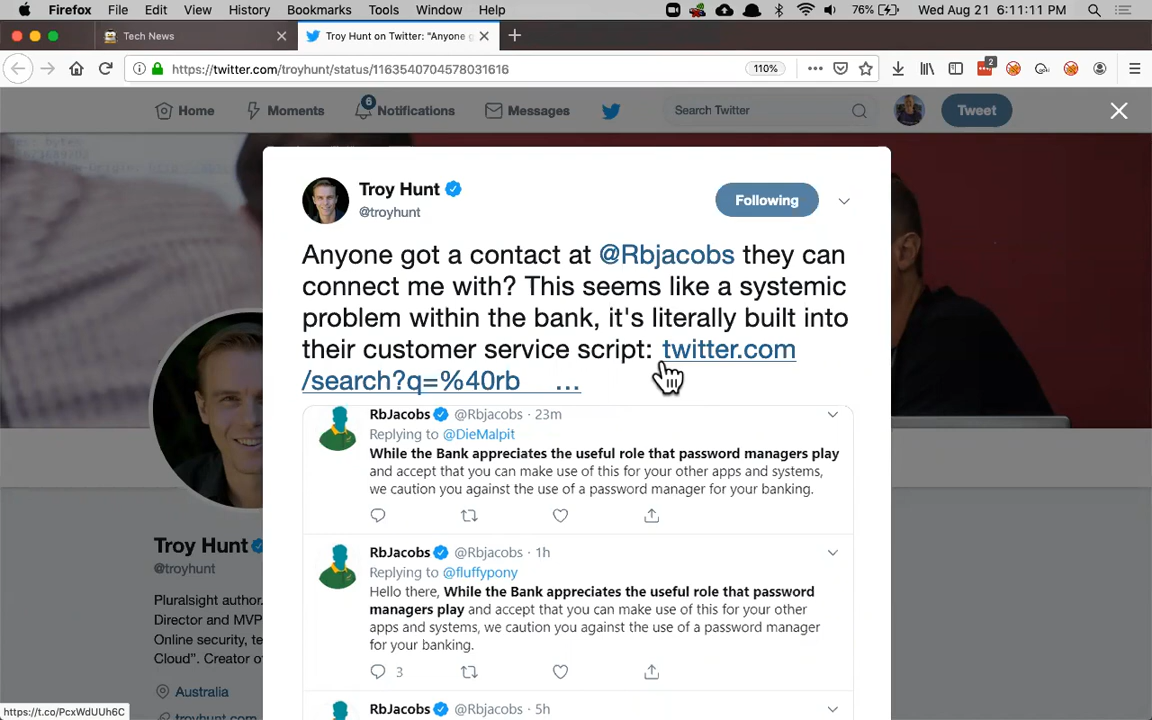 Firefox File Edit View History Bookmarks Tools Window Help 76% Wed Aug 21 6:11:11 PM
Tech News Troy Hunt on Twitter: "Anyone
https://twitter.com/troyhunt/status/1163540704578031616 110% 2
Home Moments 6 Notifications Messages Search Twitter Tweet
Troy Hunt
@troyhunt
Following
Anyone got a contact at @Rbjacobs they can
connect me with? This seems like a systemic
problem within the bank, it's literally built into
their customer service script: twitter.com
/search?q=%40rb ...
RbJacobs @Rbjacobs · 23m
Replying to @DieMalpit
While the Bank appreciates the useful role that password managers play
and accept that you can make use of this for your other apps and systems,
we caution you against the use of a password manager for your banking.
RbJacobs @Rbjacobs · 1h
Replying to @fluffypony
Hello there, While the Bank appreciates the useful role that password
managers play and accept that you can make use of this for your other
apps and systems, we caution you against the use of a password manager
for your banking.
3
RbJacobs @Rbjacobs · 5h
Troy Hunt
@troyhunt
Pluralsight author.
Director and MVP
Online security, te
Cloud". Creator o
Australia
troyhunt.com
https://t.co/PcxWdUUh6C